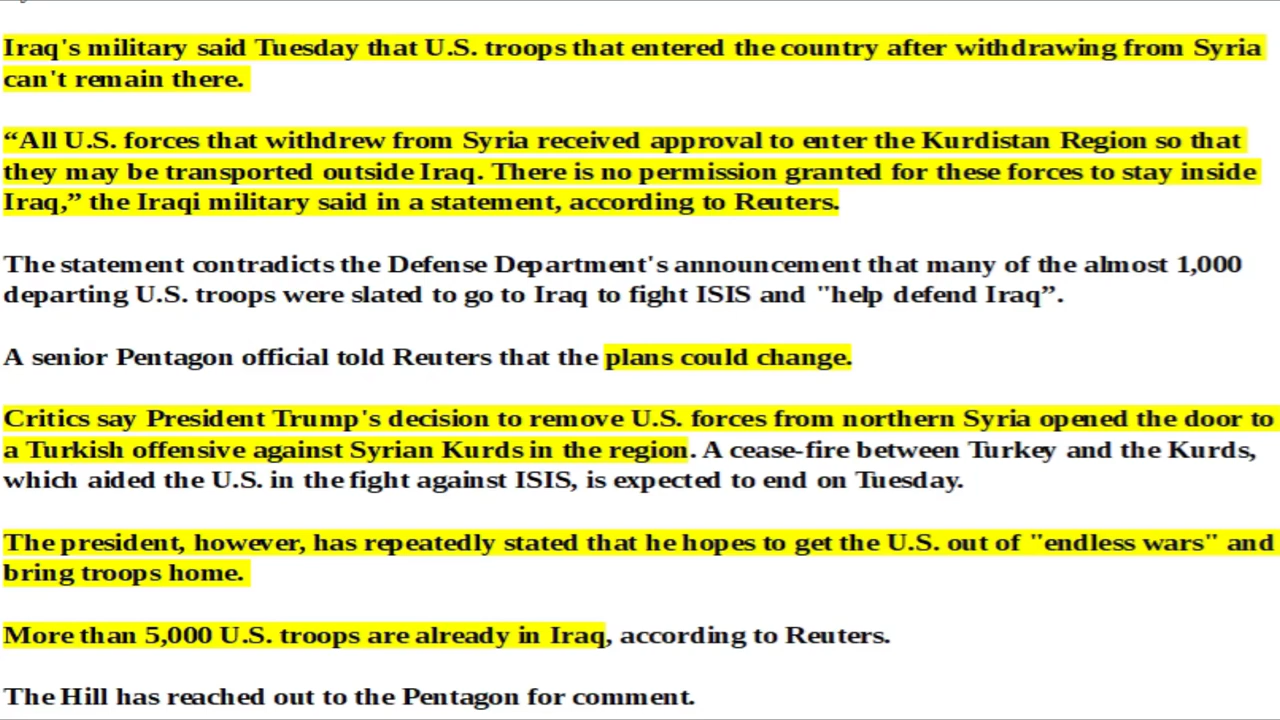 Iraq's military said Tuesday that U.S. troops that entered the country after withdrawing from Syria
can't remain there.
“All U.S. forces that withdrew from Syria received approval to enter the Kurdistan Region so that
they may be transported outside Iraq. There is no permission granted for these forces to stay inside
Iraq,” the Iraqi military said in a statement, according to Reuters.
The statement contradicts the Defense Department's announcement that many of the almost 1,000
departing U.S. troops were slated to go to Iraq to fight ISIS and "help defend Iraq”.
A senior Pentagon official told Reuters that the plans could change.
Critics say President Trump's decision to remove U.S. forces from northern Syria opened the door to
a Turkish offensive against Syrian Kurds in the region. A cease-fire between Turkey and the Kurds,
which aided the U.S. in the fight against ISIS, is expected to end on Tuesday.
The president, however, has repeatedly stated that he hopes to get the U.S. out of "endless wars" and
bring troops home.
More than 5,000 U.S. troops are already in Iraq, according to Reuters.
The Hill has reached out to the Pentagon for comment.